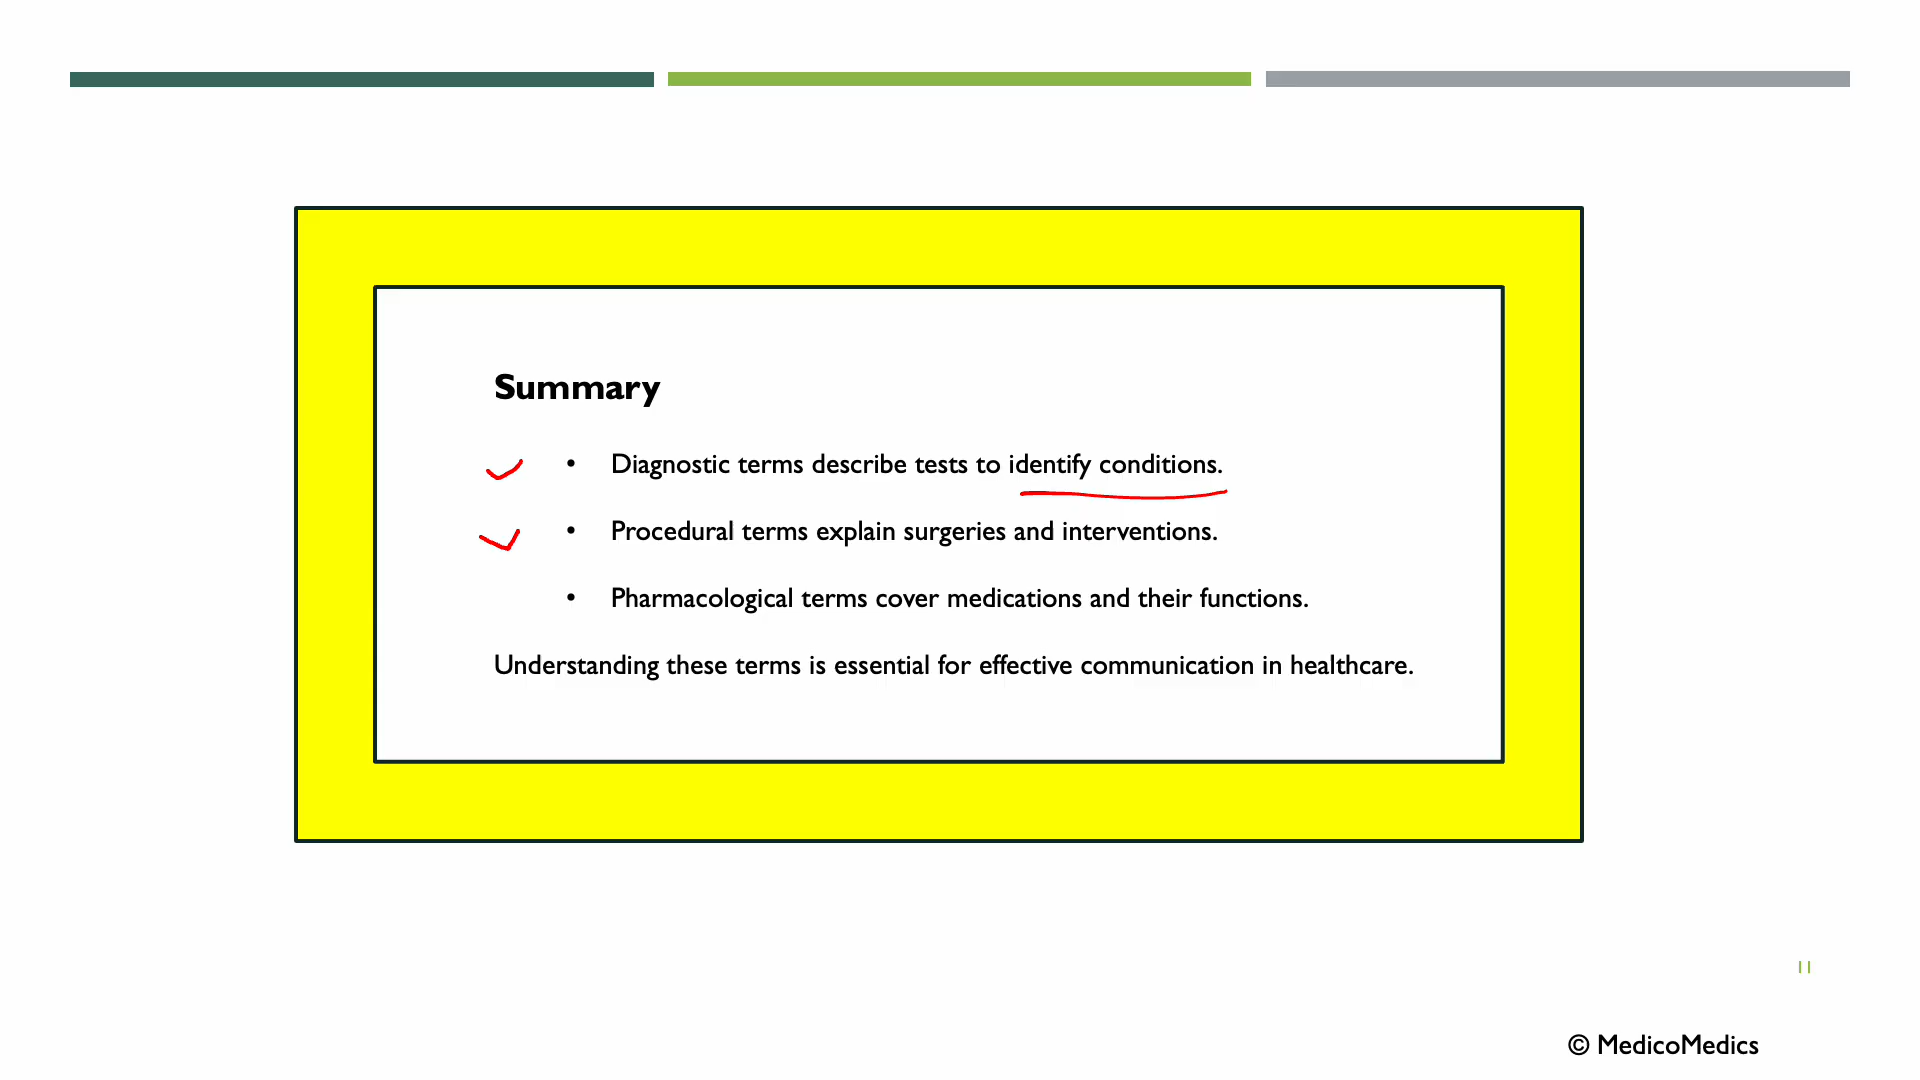 Summary
• Diagnostic terms describe tests to identify conditions.
• Procedural terms explain surgeries and interventions.
• Pharmacological terms cover medications and their functions.
Understanding these terms is essential for effective communication in healthcare.
11
© MedicoMedics